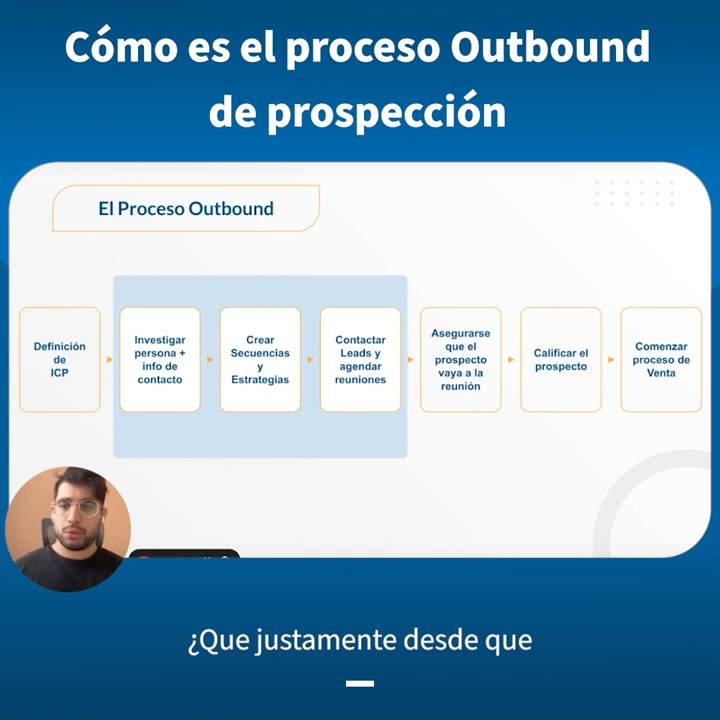 Cómo es el proceso Outbound
de prospección
El Proceso Outbound
Definición
de
ICP
Investigar
persona +
info de
contacto
Crear
Secuencias
y
Estrategias
Contactar
Leads y
agendar
reuniones
Asegurarse
que el
prospecto
vaya a la
reunión
Calificar el
prospecto
Comenzar
proceso de
Venta
¿Que justamente desde que